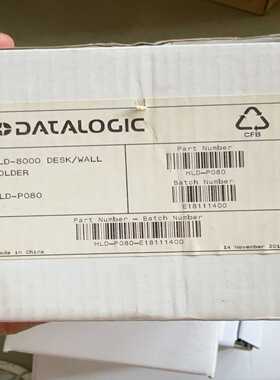 DATALOGIC
CFB
LD-8000 DESK/WALL
OLDER
LD-P080
Part Number
HLD-P080
Batch Number
E18111400
Part Number - Batch Number
HLD-P080-E18111400
ade in China
14 November 201